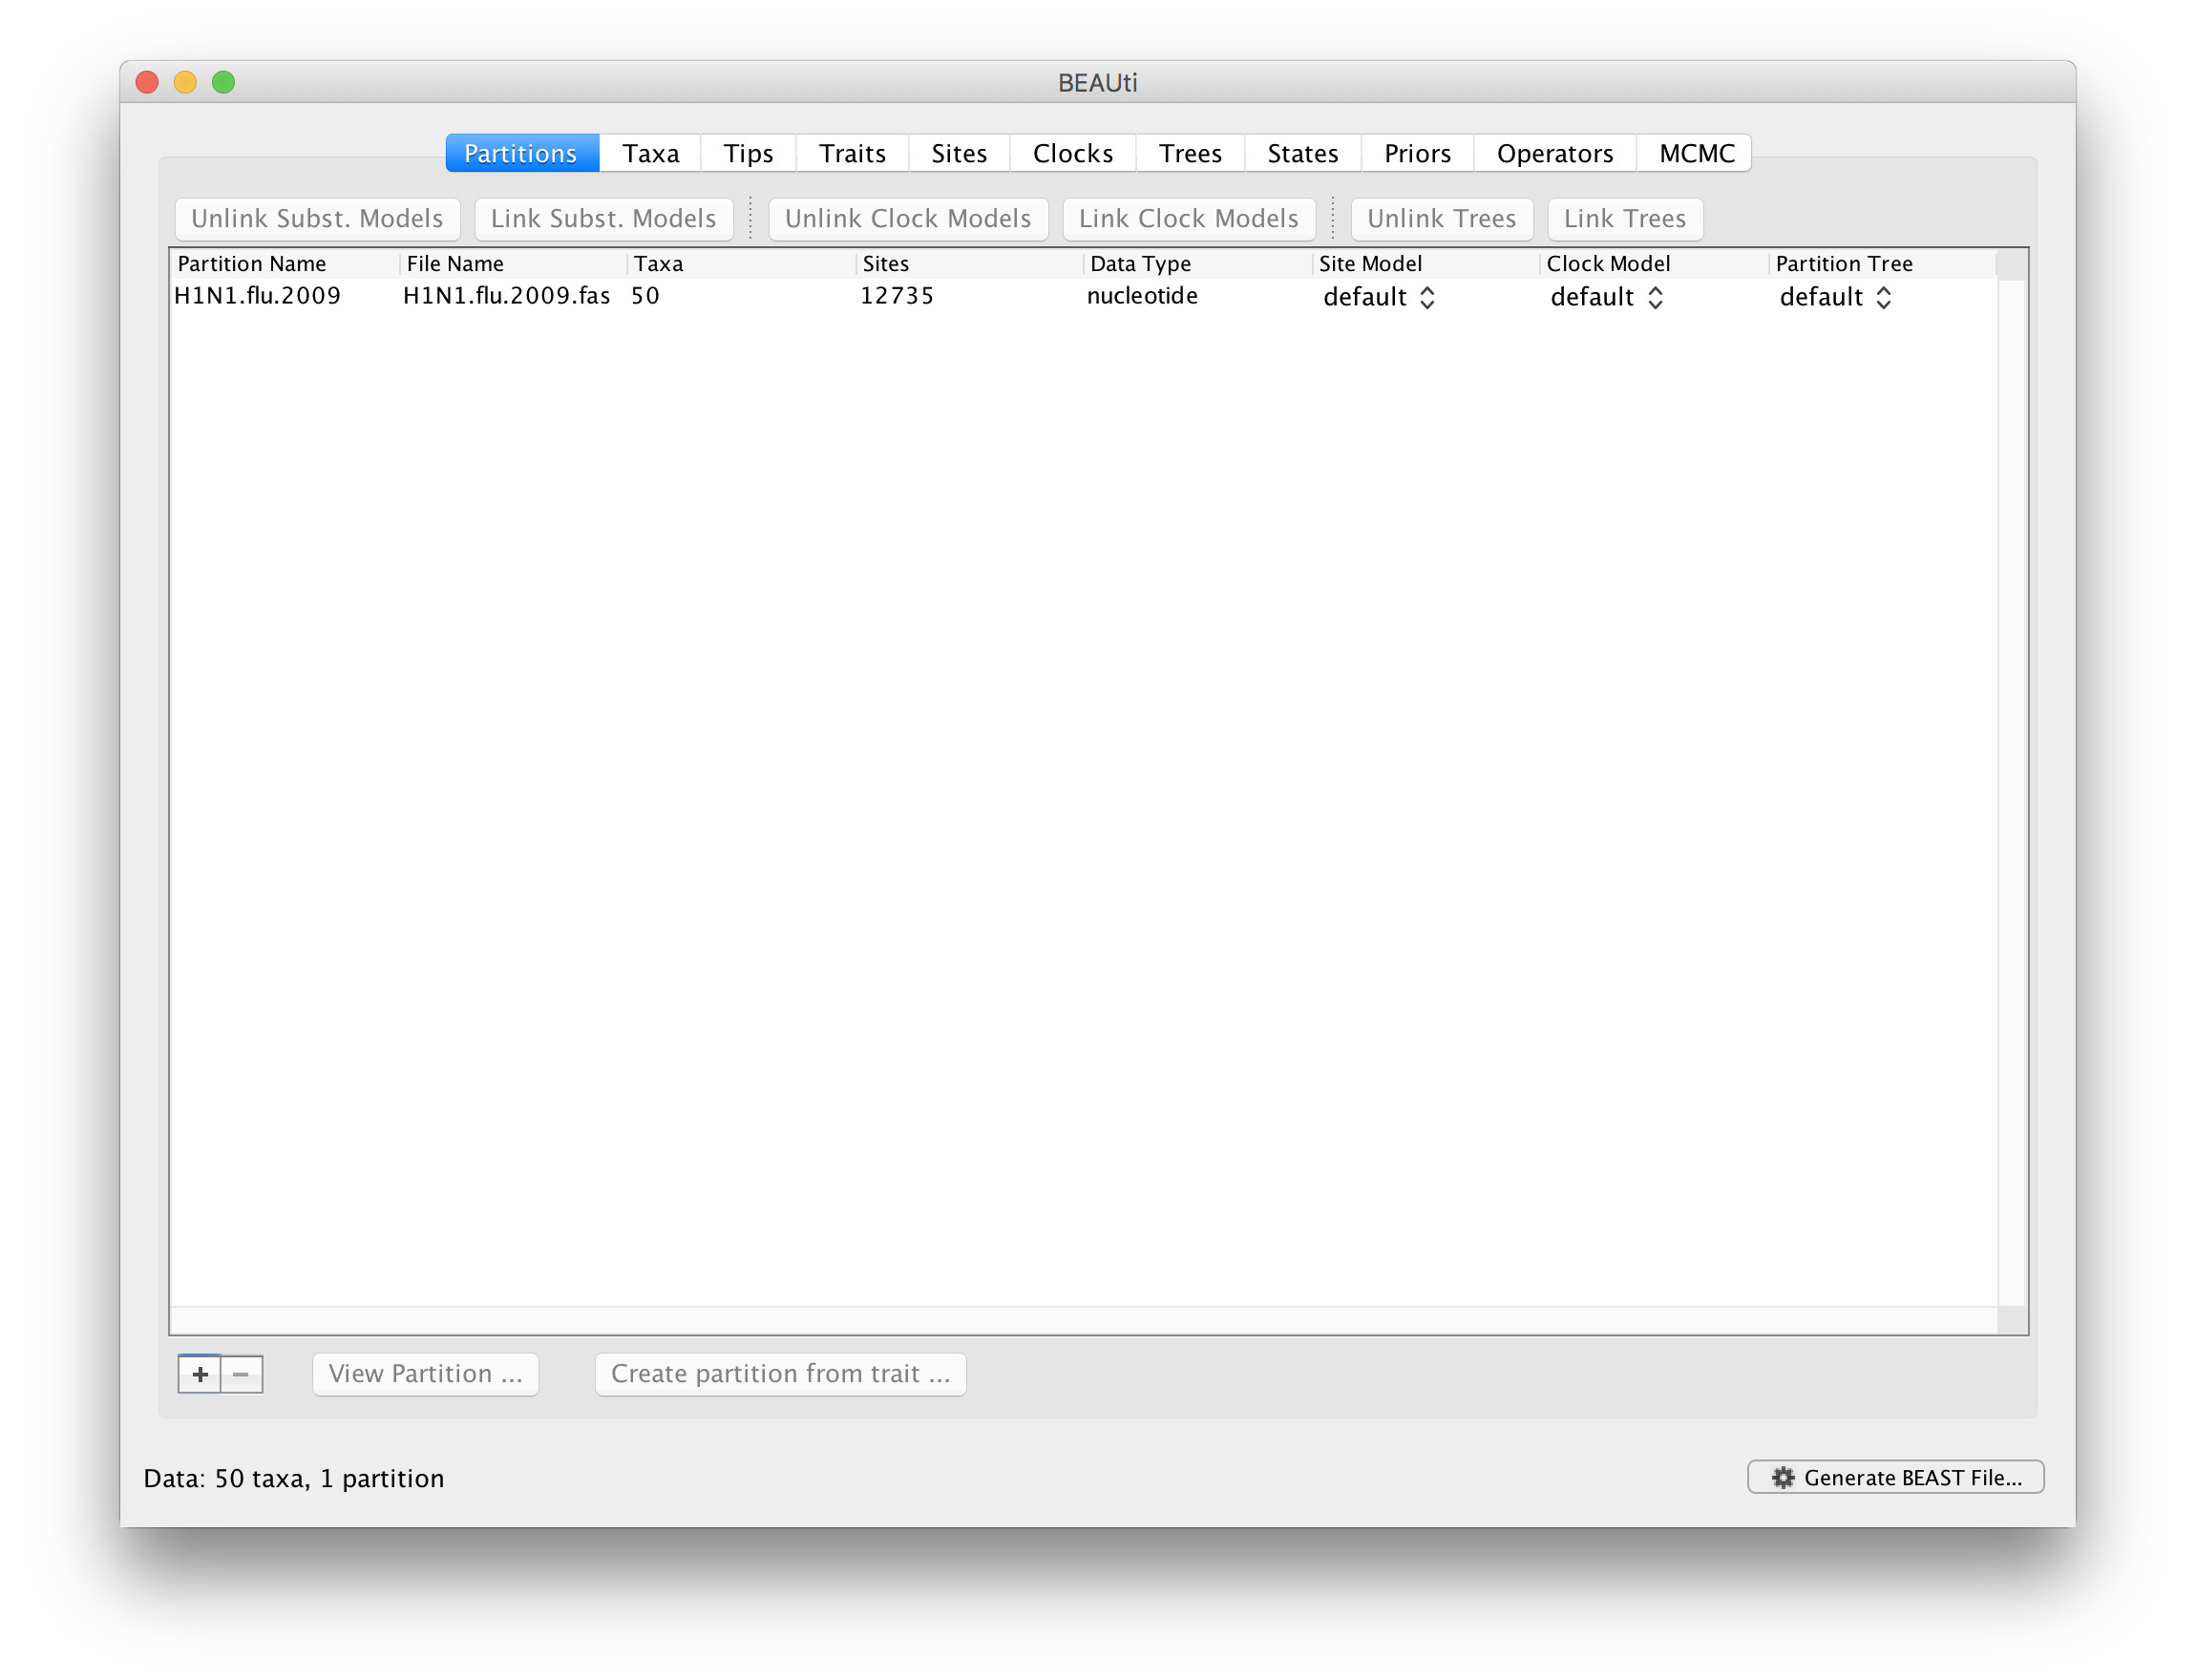 BEAUti
Partitions Taxa Tips Traits Sites Clocks Trees States Priors Operators MCMC
Unlink Subst. Models Link Subst. Models Unlink Clock Models Link Clock Models Unlink Trees Link Trees
Partition Name File Name Taxa Sites Data Type Site Model Clock Model Partition Tree
H1N1.flu.2009 H1N1.flu.2009.fas 50 12735 nucleotide default default default
+ − View Partition ... Create partition from trait ...
Data: 50 taxa, 1 partition Generate BEAST File...